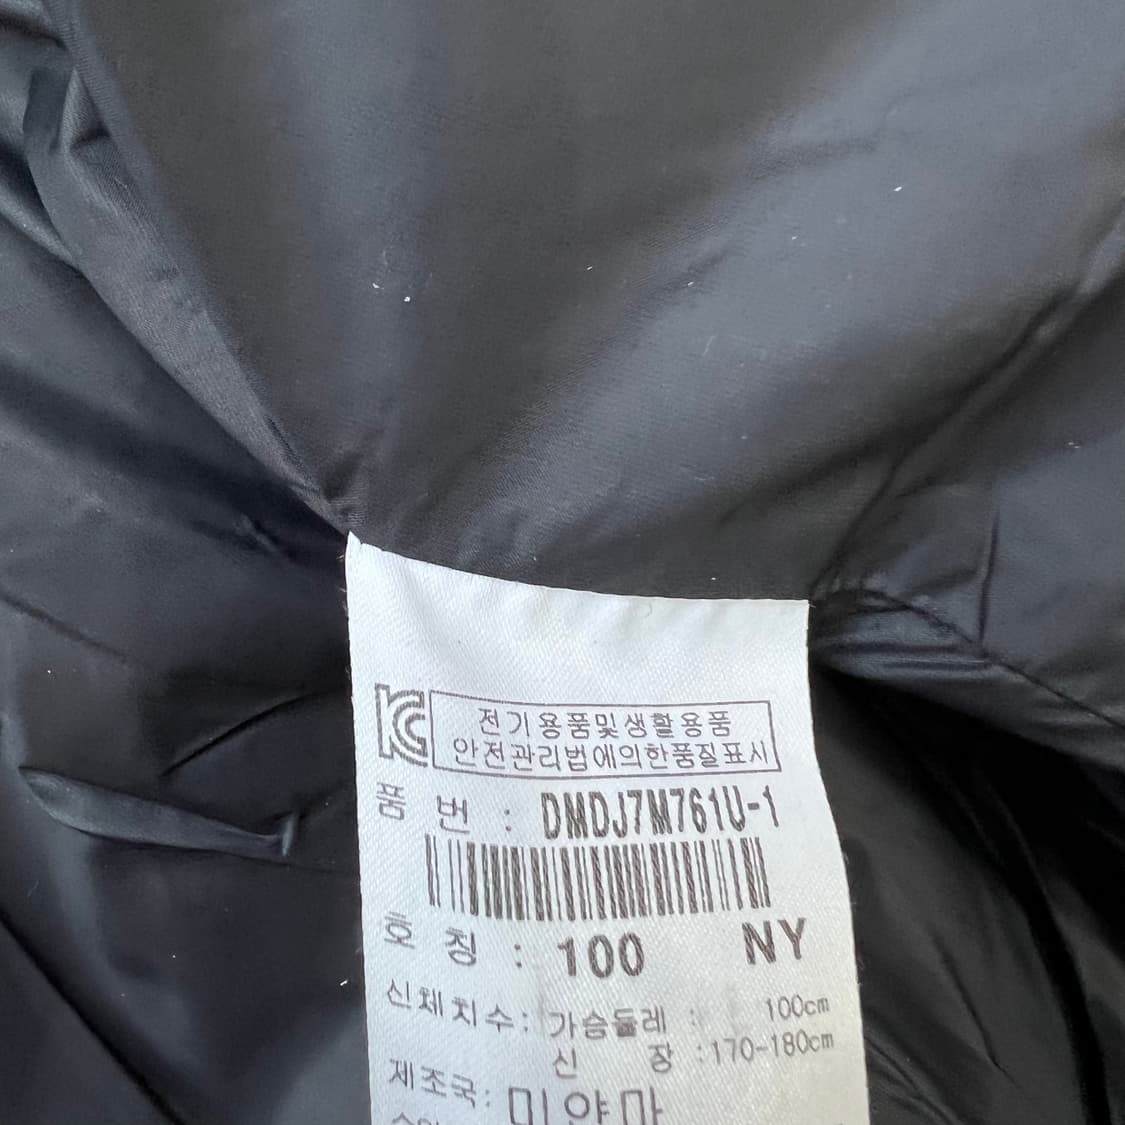 KC 전기용품및생활용품
안전관리법에의한품질표시
품 번 : DMDJ7M761U-1
호 칭 : 100 NY
신체치수: 가슴둘레 : 100cm
신 장 :170-180cm
제조국: 미얀마